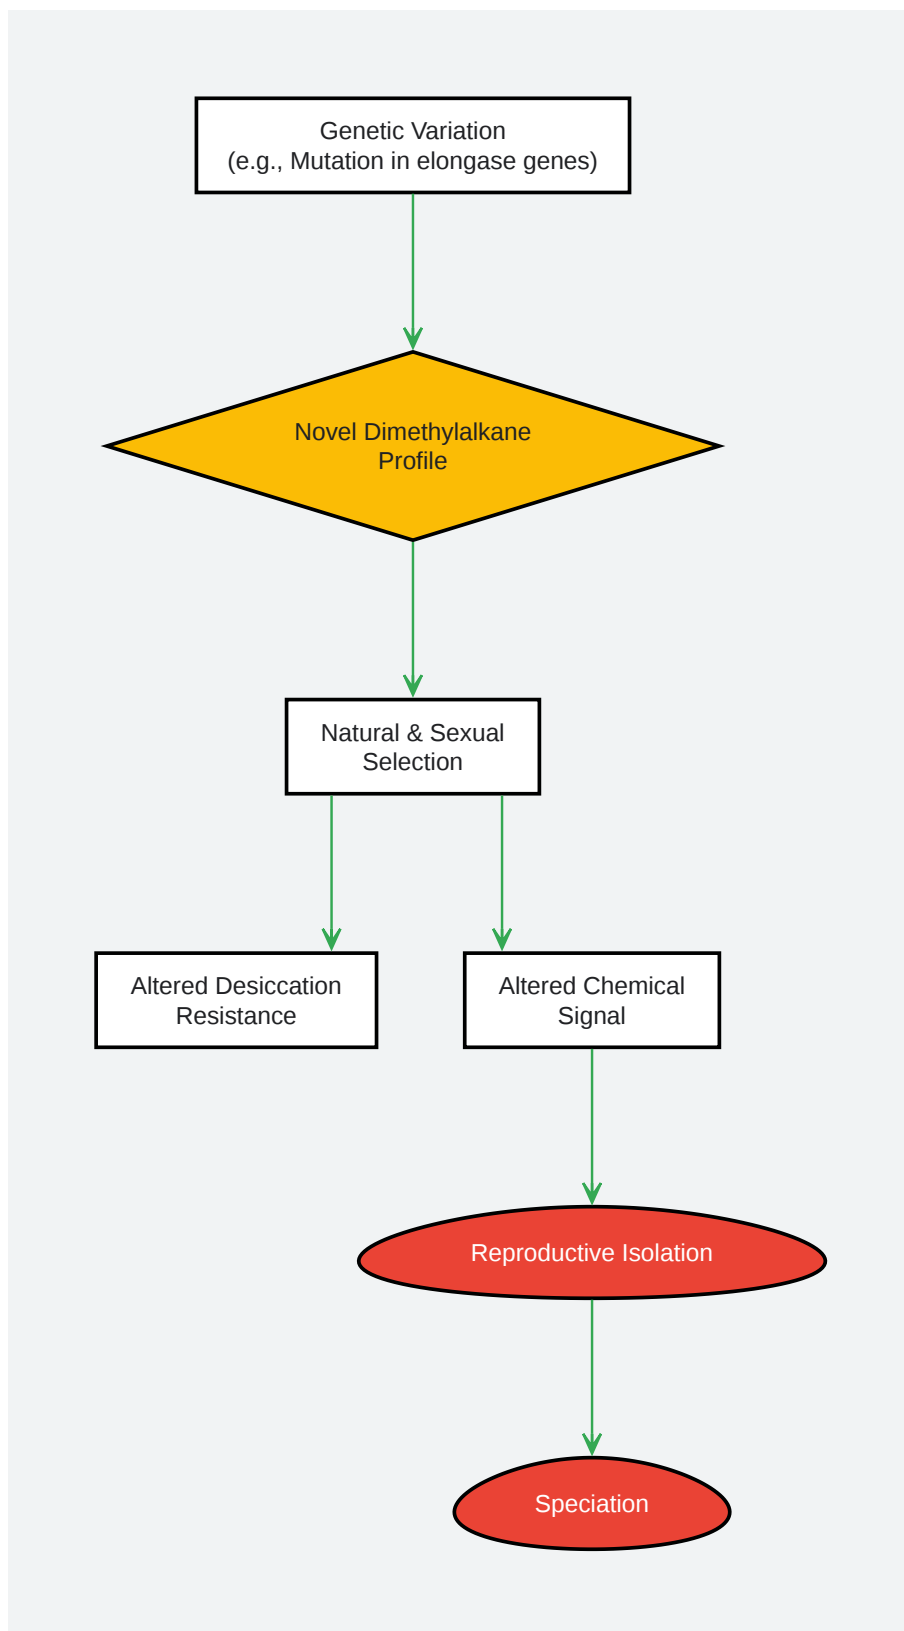 Genetic Variation
(e.g., Mutation in elongase genes)
Novel Dimethylalkane
Profile
Natural & Sexual
Selection
Altered Desiccation
Resistance
Altered Chemical
Signal
Reproductive Isolation
Speciation